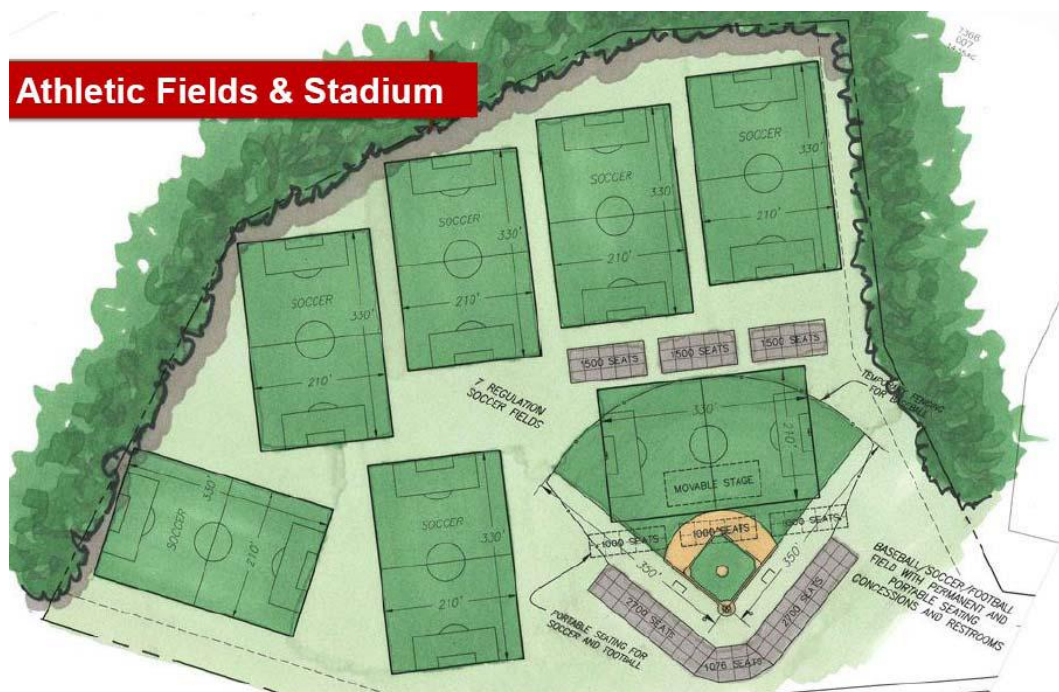 Athletic Fields & Stadium
SOCCER
330'
210'
SOCCER
330'
210'
SOCCER
330'
210'
SOCCER
330'
210'
1500 SEATS
1500 SEATS
1500 SEATS
7 REGULATION
SOCCER FIELDS
TEMPORARY FENCING
FOR BASEBALL
330'
210'
MOVABLE STAGE
SOCCER
330'
210'
SOCCER
330'
210'
1000 SEATS
1000 SEATS
1000 SEATS
350'
350'
2700 SEATS
1076 SEATS
2700 SEATS
PORTABLE SEATING FOR
SOCCER AND FOOTBALL
BASEBALL/SOCCER/FOOTBALL
FIELD WITH PERMANENT AND
PORTABLE SEATING
CONCESSIONS AND RESTROOMS